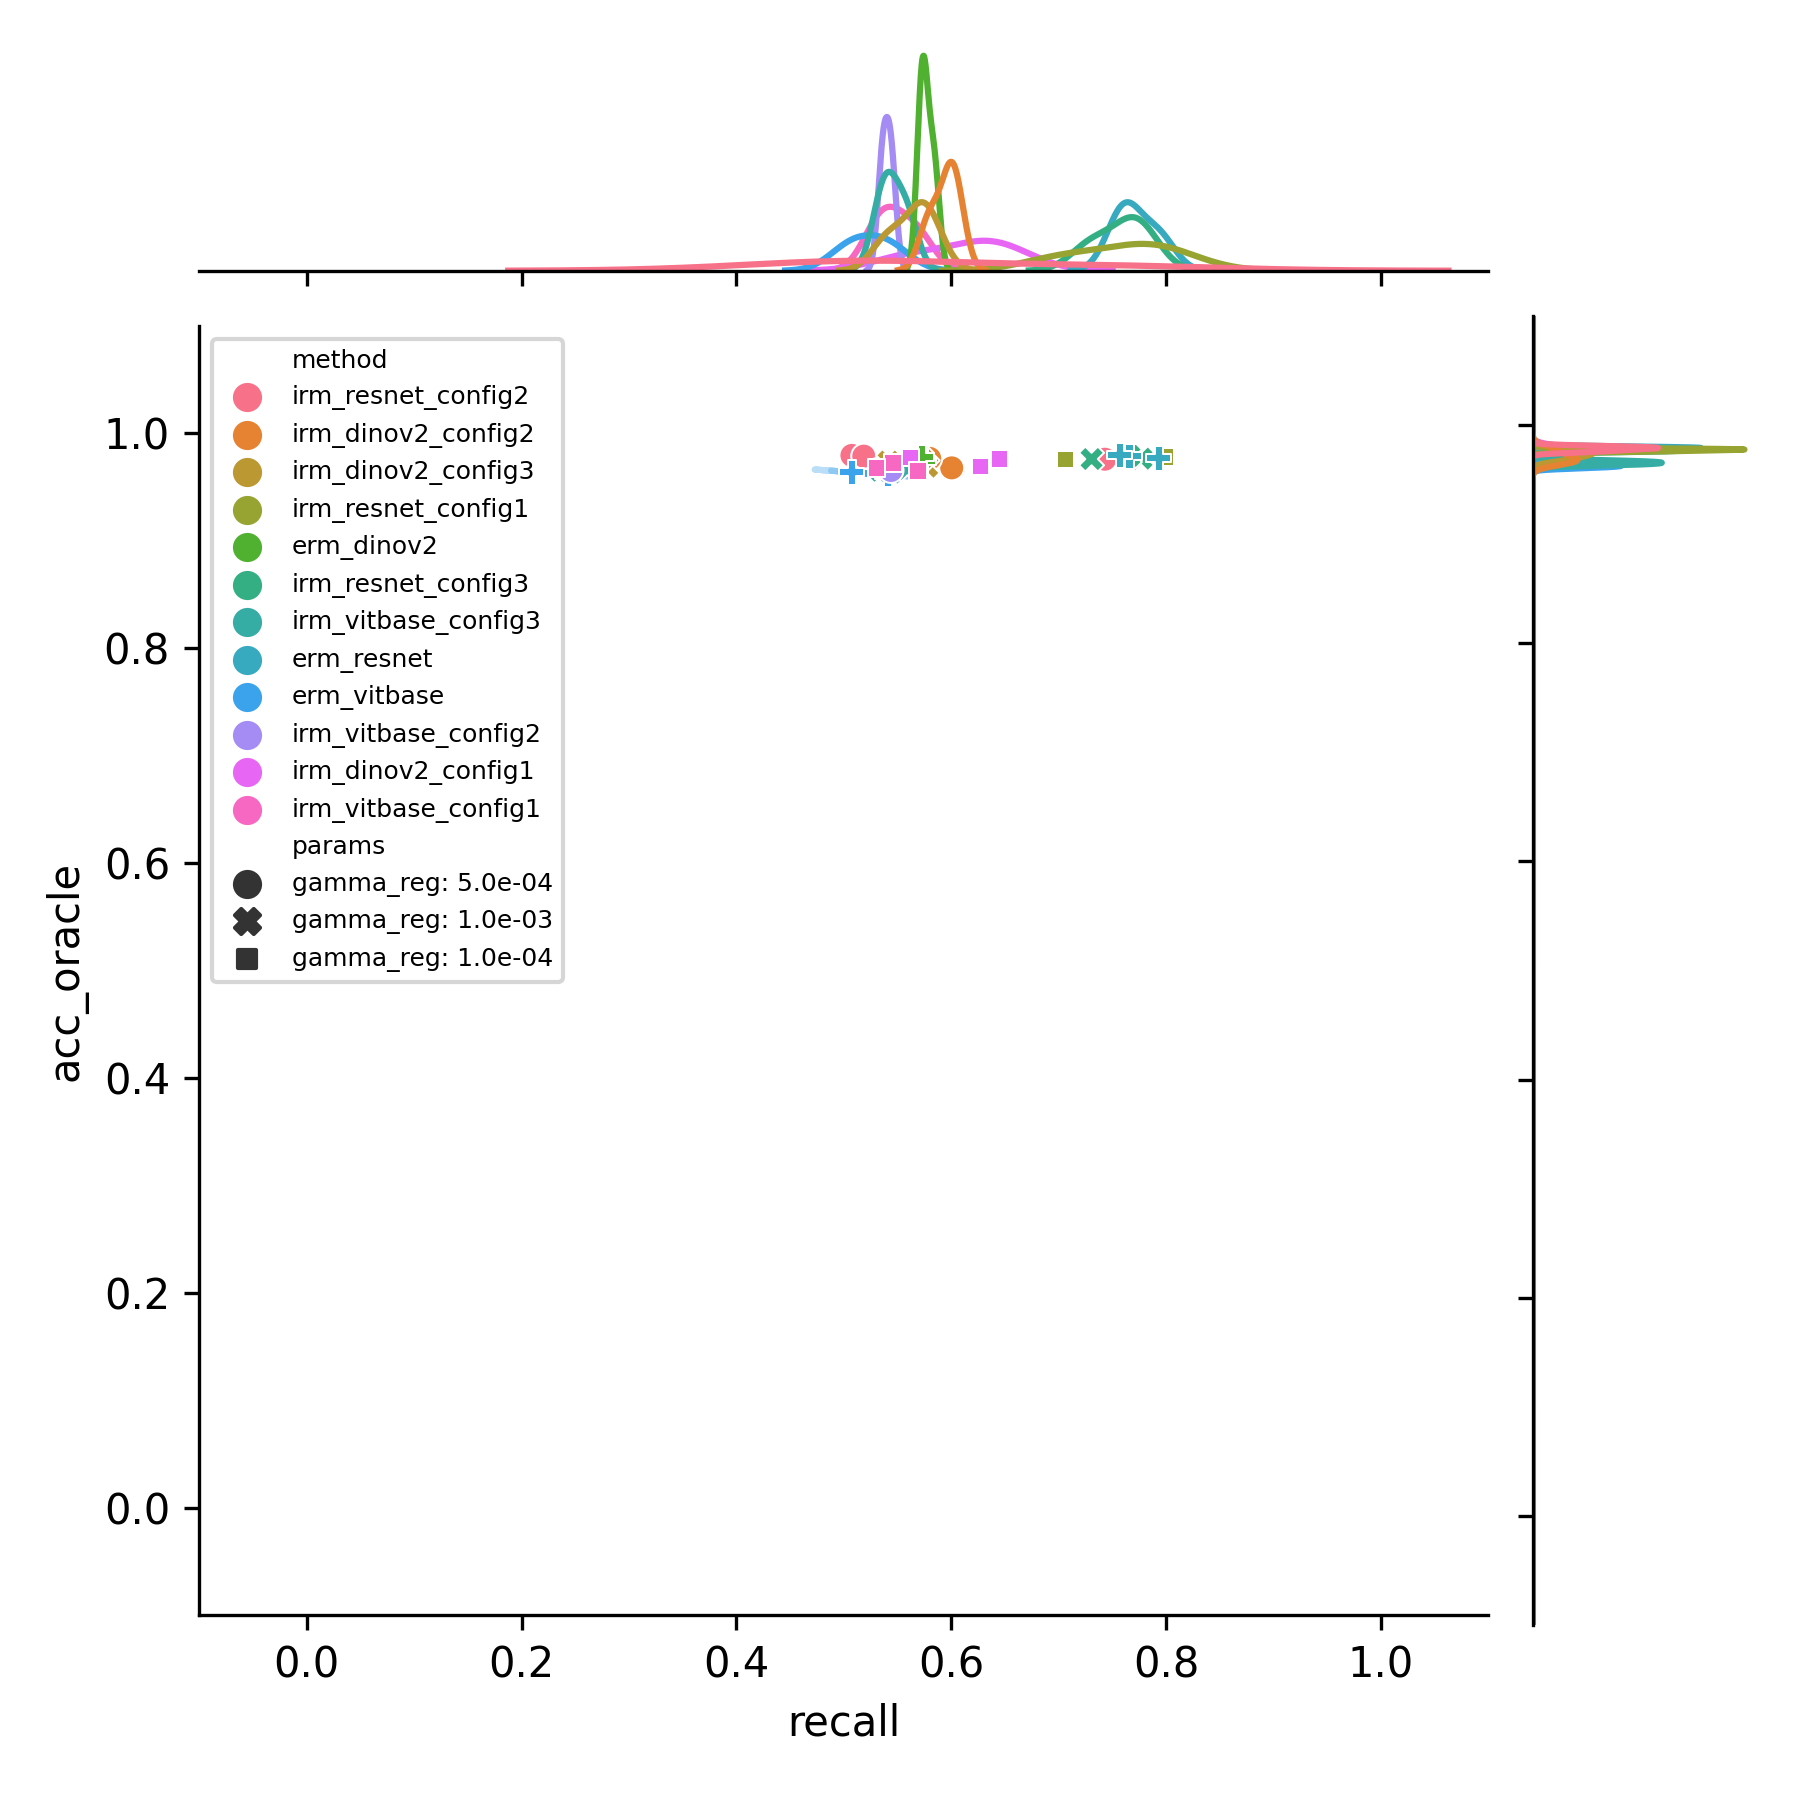 method
irm_resnet_config2
irm_dinov2_config2
irm_dinov2_config3
irm_resnet_config1
erm_dinov2
irm_resnet_config3
irm_vitbase_config3
erm_resnet
erm_vitbase
irm_vitbase_config2
irm_dinov2_config1
irm_vitbase_config1
params
gamma_reg: 5.0e-04
gamma_reg: 1.0e-03
gamma_reg: 1.0e-04
1.0
0.8
0.6
0.4
0.2
0.0
acc_oracle
0.0 0.2 0.4 0.6 0.8 1.0
recall